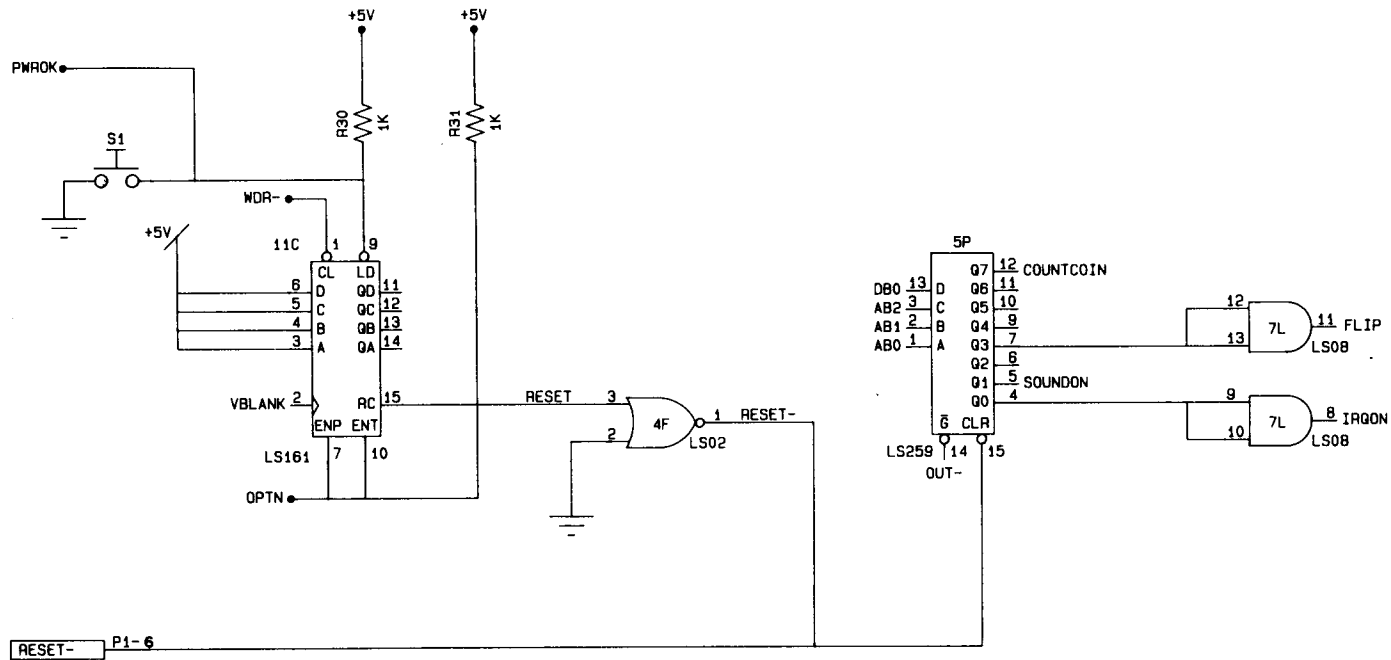 +5V
+5V
PWROK
R30
1K
R31
1K
S1
WDR-
+5V
11C
1
9
CL
LD
6
D
QD
11
5
C
QC
12
4
B
QB
13
3
A
QA
14
VBLANK
2
RC
15
ENP
ENT
LS161
7
10
OPTN
RESET
3
2
4F
1
RESET-
LS02
5P
Q7
12
COUNTCOIN
DB0
13
D
Q6
11
AB2
3
C
Q5
10
AB1
2
B
Q4
9
AB0
1
A
Q3
7
Q2
6
Q1
5
SOUNDON
Q0
4
G
CLR
LS259
14
15
OUT-
12
13
7L
11
FLIP
LS08
9
10
7L
8
IRQON
LS08
RESET-
P1-6